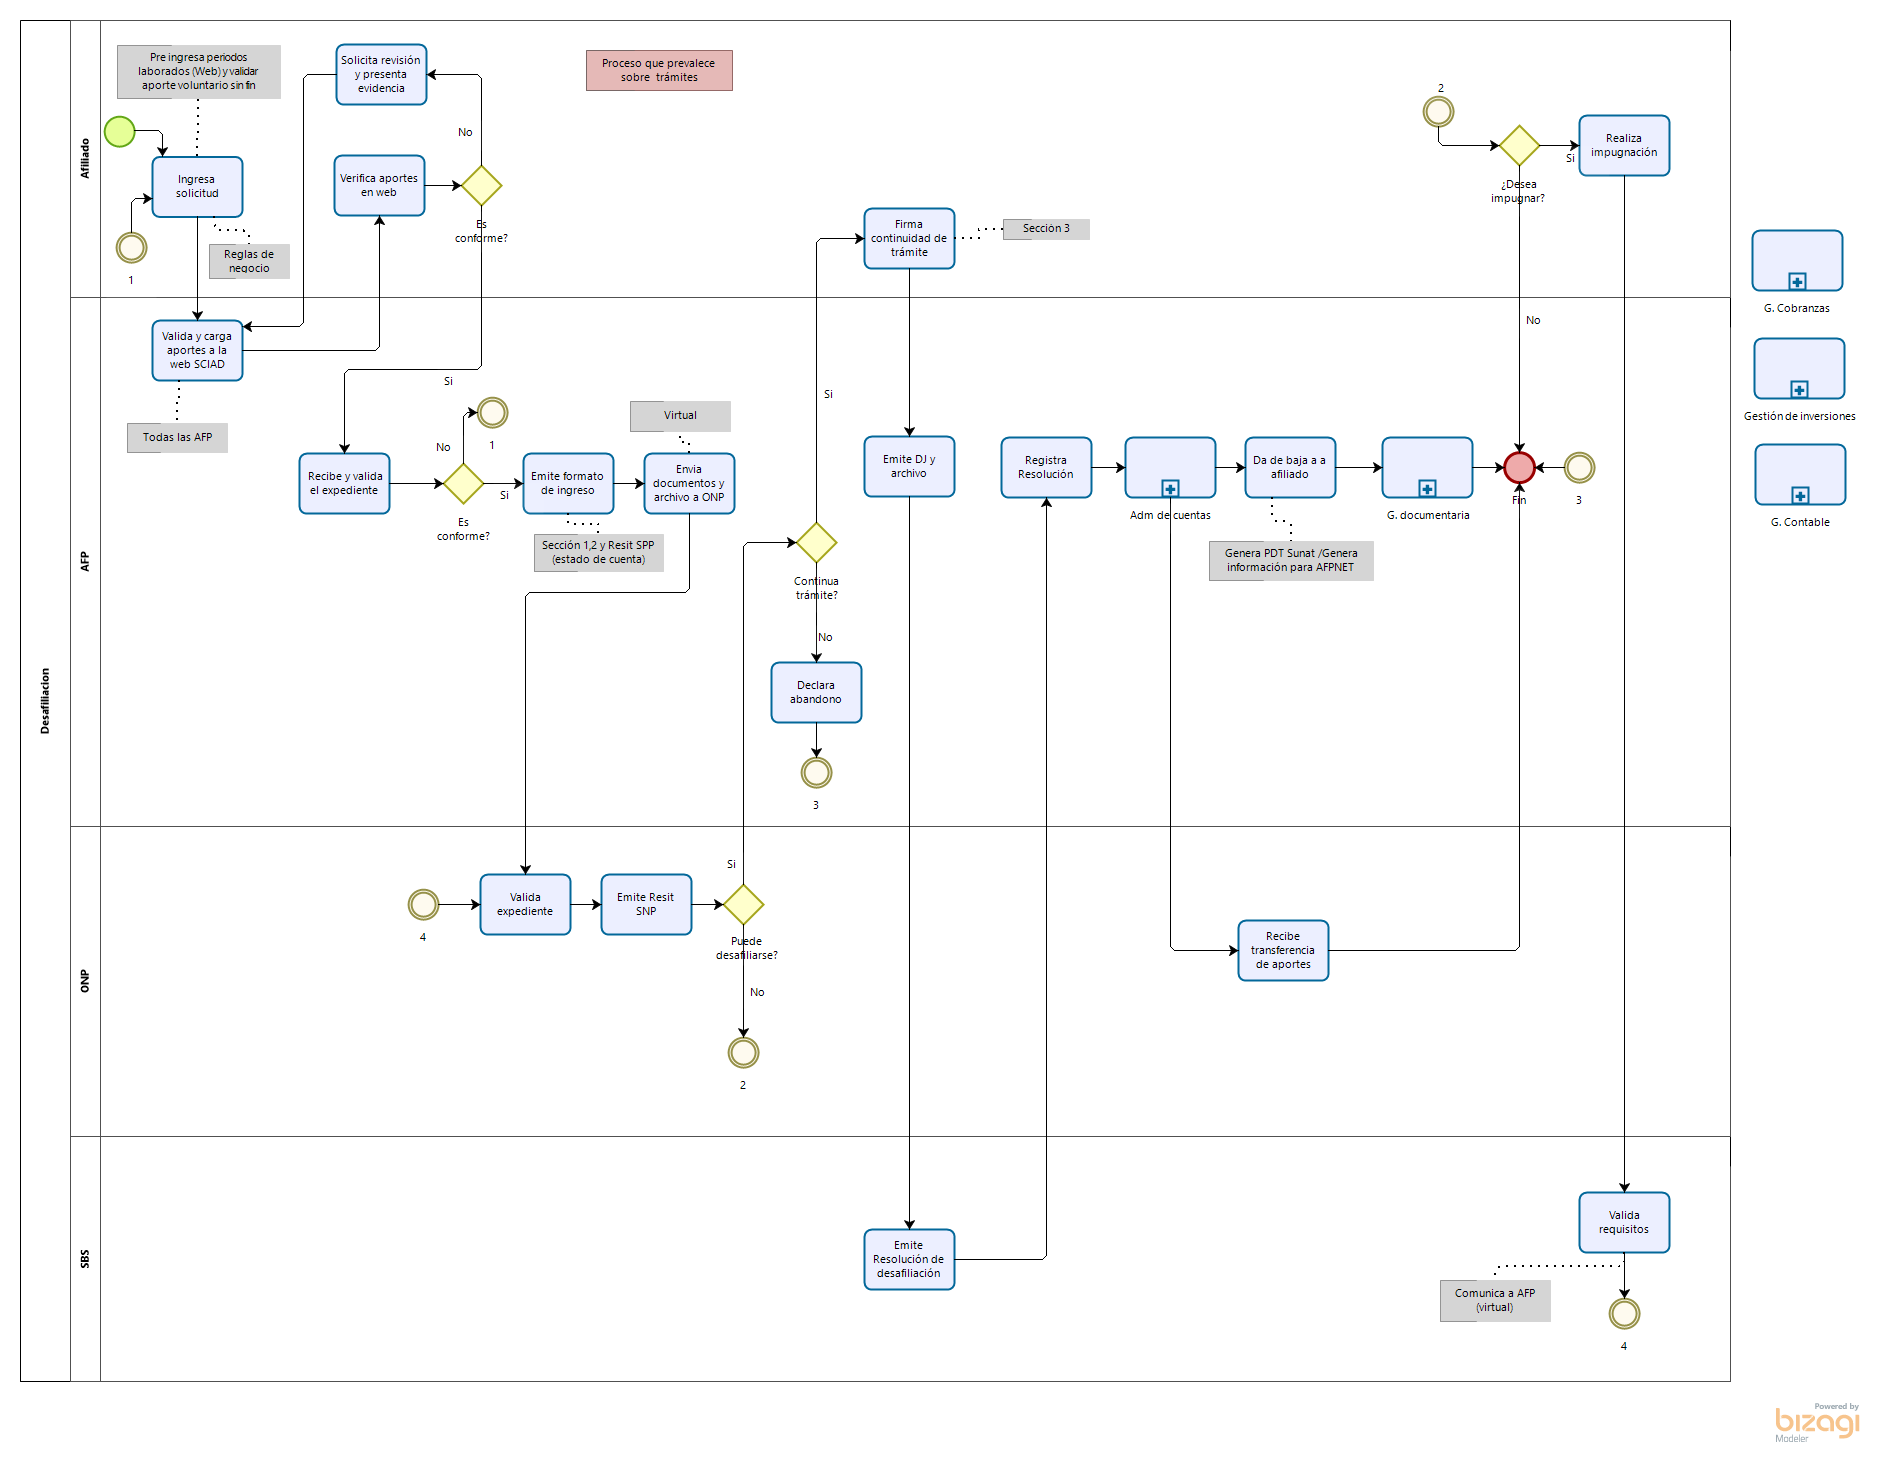 Desafiliacion
Afiliado
Pre ingresa periodos
laborados (Web) y validar
aporte voluntario sin fin
Solicita revisión
y presenta
evidencia
Proceso que prevalece
sobre trámites
No
Ingresa
solicitud
Verifica aportes
en web
Es
conforme?
1
Reglas de
negocio
Firma
continuidad de
trámite
Sección 3
2
¿Desea
impugnar?
Si
Realiza
impugnación
No
G. Cobranzas
Gestión de inversiones
G. Contable
AFP
Valida y carga
aportes a la
web SCIAD
Todas las AFP
Si
Recibe y valida
el expediente
No
1
Es
conforme?
Si
Emite formato
de ingreso
Sección 1,2 y Resit SPP
(estado de cuenta)
Virtual
Envia
documentos y
archivo a ONP
Si
Continua
trámite?
No
Declara
abandono
3
Emite DJ y
archivo
Registra
Resolución
Adm de cuentas
Da de baja a a
afiliado
Genera PDT Sunat /Genera
información para AFPNET
G. documentaria
Fin
3
ONP
4
Valida
expediente
Emite Resit
SNP
Si
Puede
desafiliarse?
No
2
Recibe
transferencia
de aportes
SBS
Emite
Resolución de
desafiliación
Valida
requisitos
Comunica a AFP
(virtual)
4
Powered by
bizagi
Modeler